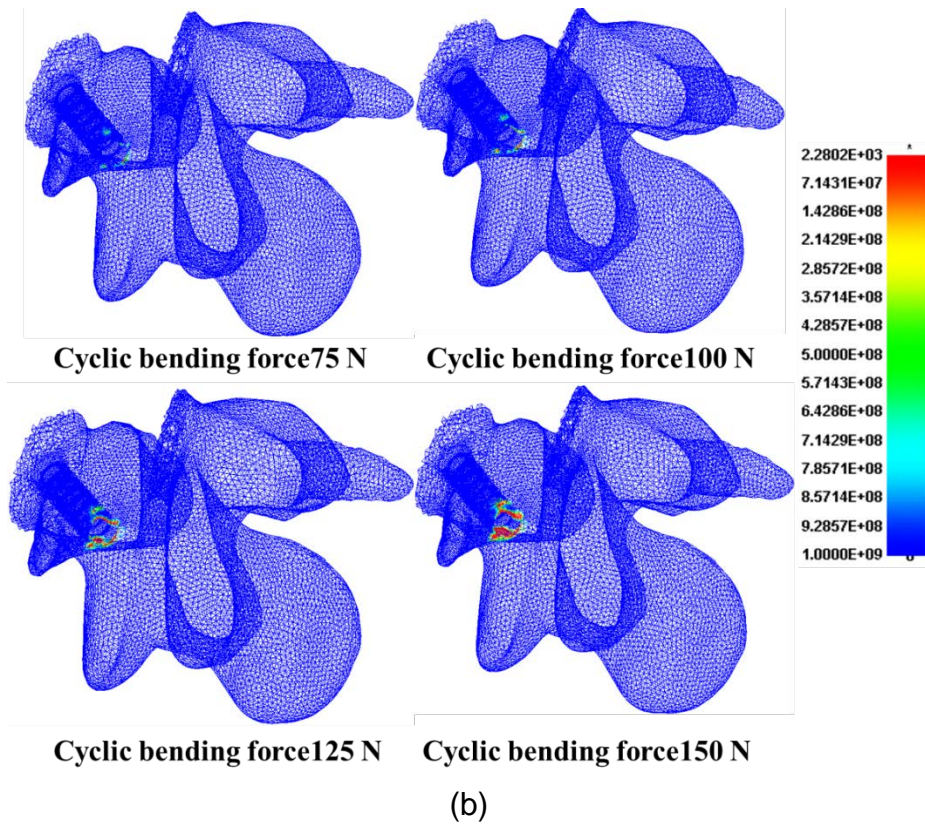 Cyclic bending force75 N
Cyclic bending force100 N
2.2802E+03
7.1431E+07
1.4286E+08
2.1429E+08
2.8572E+08
3.5714E+08
4.2857E+08
5.0000E+08
5.7143E+08
6.4286E+08
7.1429E+08
7.8571E+08
8.5714E+08
9.2857E+08
1.0000E+09
Cyclic bending force125 N
Cyclic bending force150 N
(b)